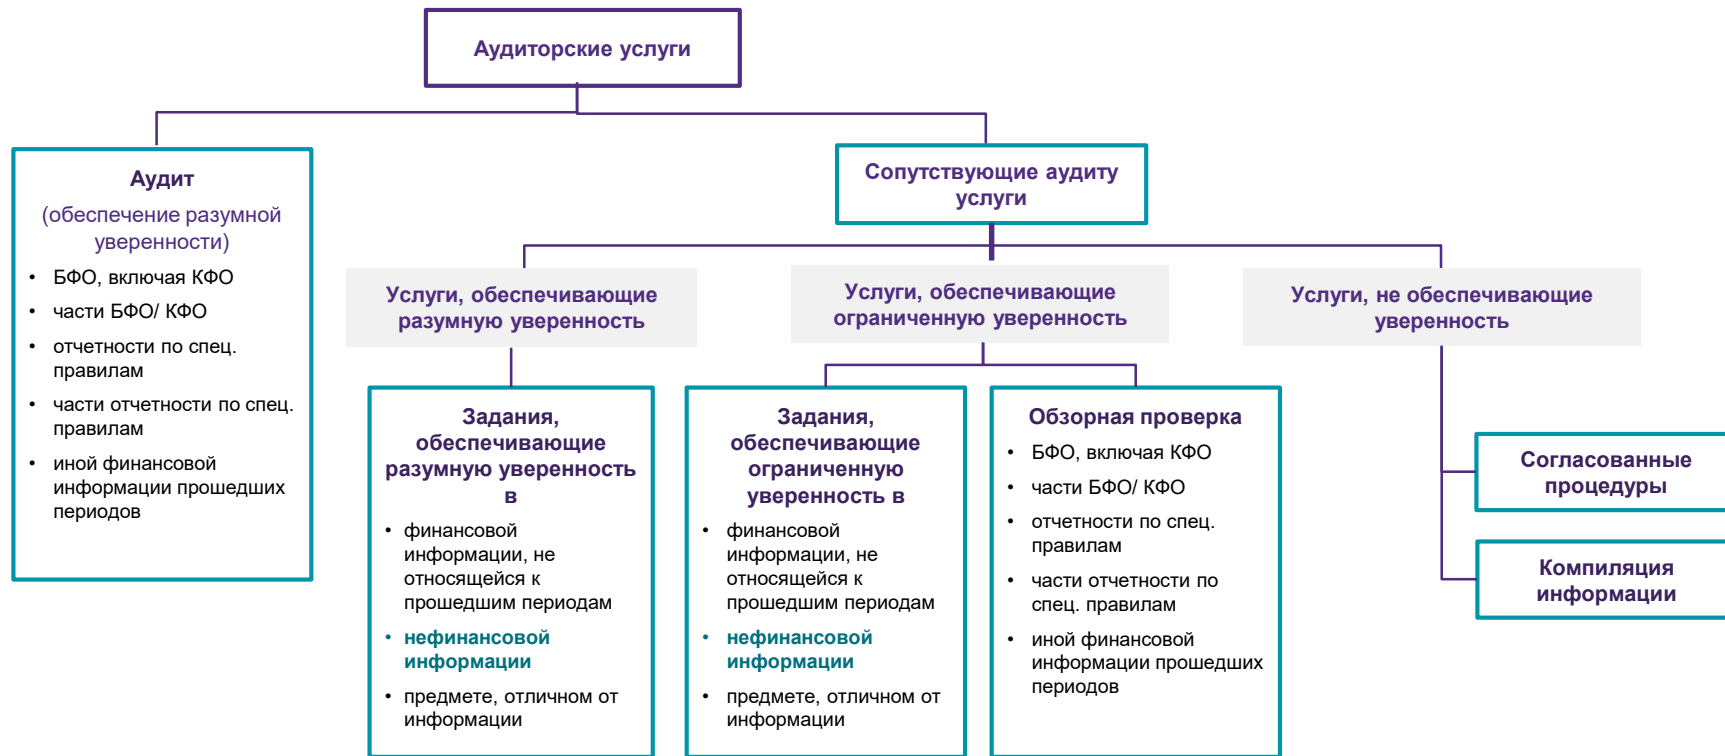 Аудиторские услуги
Аудит
(обеспечение разумной
уверенности)
• БФО, включая КФО
• части БФО/ КФО
• отчетности по спец.
правилам
• части отчетности по спец.
правилам
• иной финансовой
информации прошедших
периодов
Сопутствующие аудиту
услуги
Услуги, обеспечивающие
разумную уверенность
Услуги, обеспечивающие
ограниченную уверенность
Услуги, не обеспечивающие
уверенность
Задания,
обеспечивающие
разумную уверенность
в
• финансовой
информации, не
относящейся к
прошедшим периодам
• нефинансовой
информации
• предмете, отличном от
информации
Задания,
обеспечивающие
ограниченную
уверенность в
• финансовой
информации, не
относящейся к
прошедшим периодам
• нефинансовой
информации
• предмете, отличном от
информации
Обзорная проверка
• БФО, включая КФО
• части БФО/ КФО
• отчетности по спец.
правилам
• части отчетности по
спец. правилам
• иной финансовой
информации прошедших
периодов
Согласованные
процедуры
Компиляция
информации